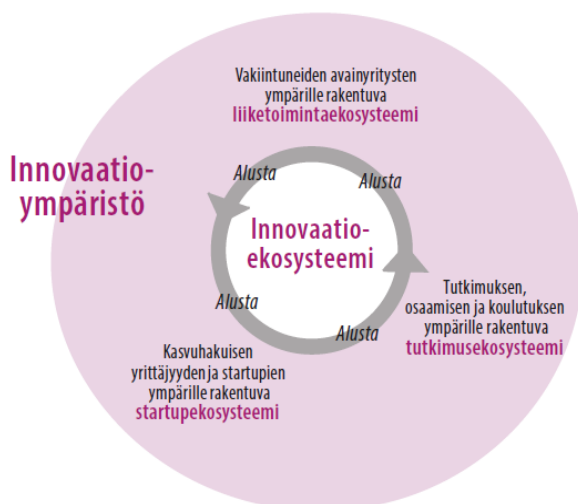 Vakiintuneiden avainyritysten
ympärille rakentuva
liiketoimintaekosysteemi
Innovaatio-
ympäristö
Alusta
Alusta
Innovaatio-
ekosysteemi
Alusta
Alusta
Tutkimuksen,
osaamisen ja koulutuksen
ympärille rakentuva
tutkimusekosysteemi
Kasvuhakuisen
yrittäjyyden ja startupien
ympärille rakentuva
startupekosysteemi